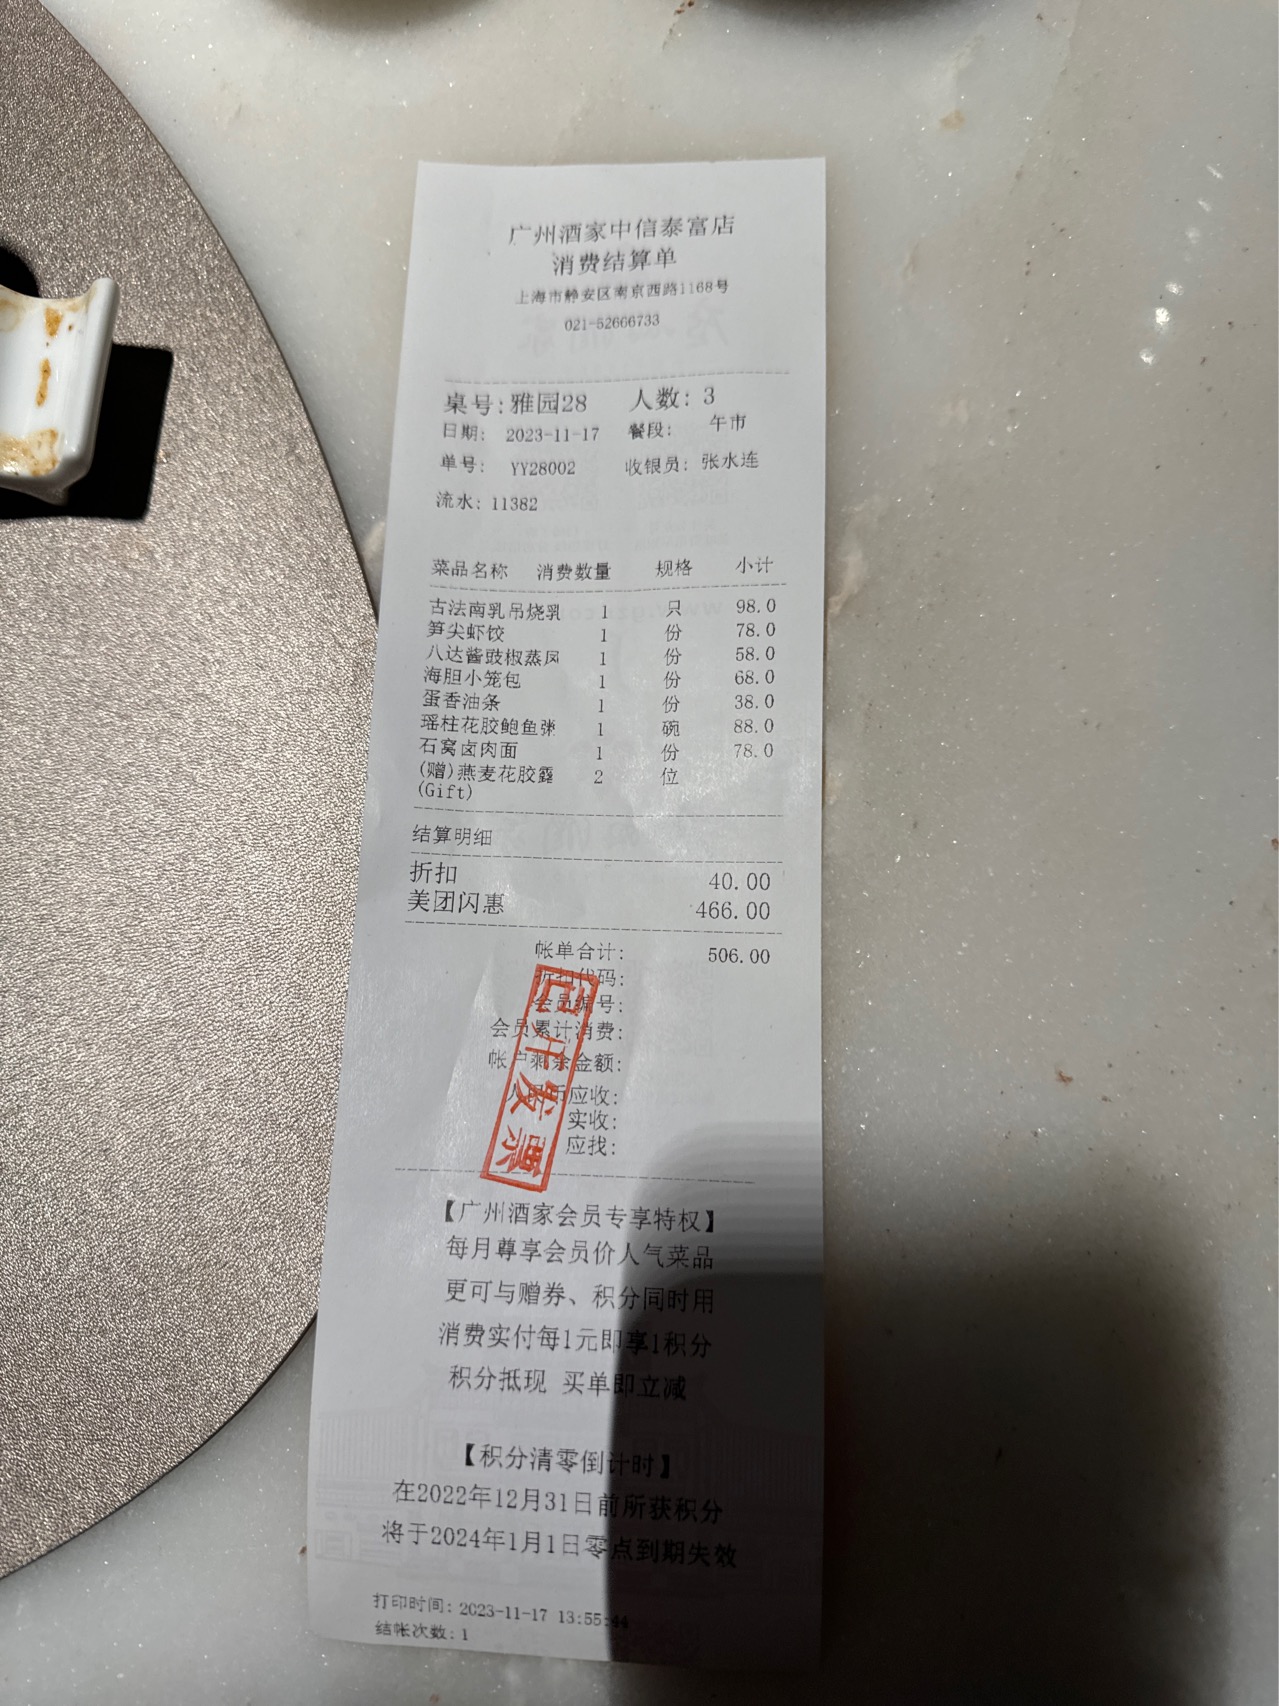 广州酒家中信泰富店
消费结算单
上海市静安区南京西路1168号
021-52666733
桌号:雅园28 人数: 3
日期: 2023-11-17 餐段: 午市
单号: YY28002 收银员: 张水连
流水: 11382
菜品名称 消费数量 规格 小计
古法南乳吊烧乳 1 只 98.0
笋尖虾饺 1 份 78.0
八达酱豉椒蒸凤 1 份 58.0
海胆小笼包 1 份 68.0
蛋香油条 1 份 38.0
瑶柱花胶鲍鱼粥 1 碗 88.0
石窝卤肉面 1 份 78.0
(赠)燕麦花胶露 2 位
(Gift)
结算明细
折扣 40.00
美团闪惠 466.00
帐单合计: 506.00
折扣代码:
会员编号:
会员累计消费:
帐户剩余金额:
人民币应收:
实收:
应找:
已开发票
【广州酒家会员专享特权】
每月尊享会员价人气菜品
更可与赠券、积分同时用
消费实付每1元即享1积分
积分抵现 买单即立减
【积分清零倒计时】
在2022年12月31日前所获积分
将于2024年1月1日零点到期失效
打印时间: 2023-11-17 13:55:44
结帐次数: 1